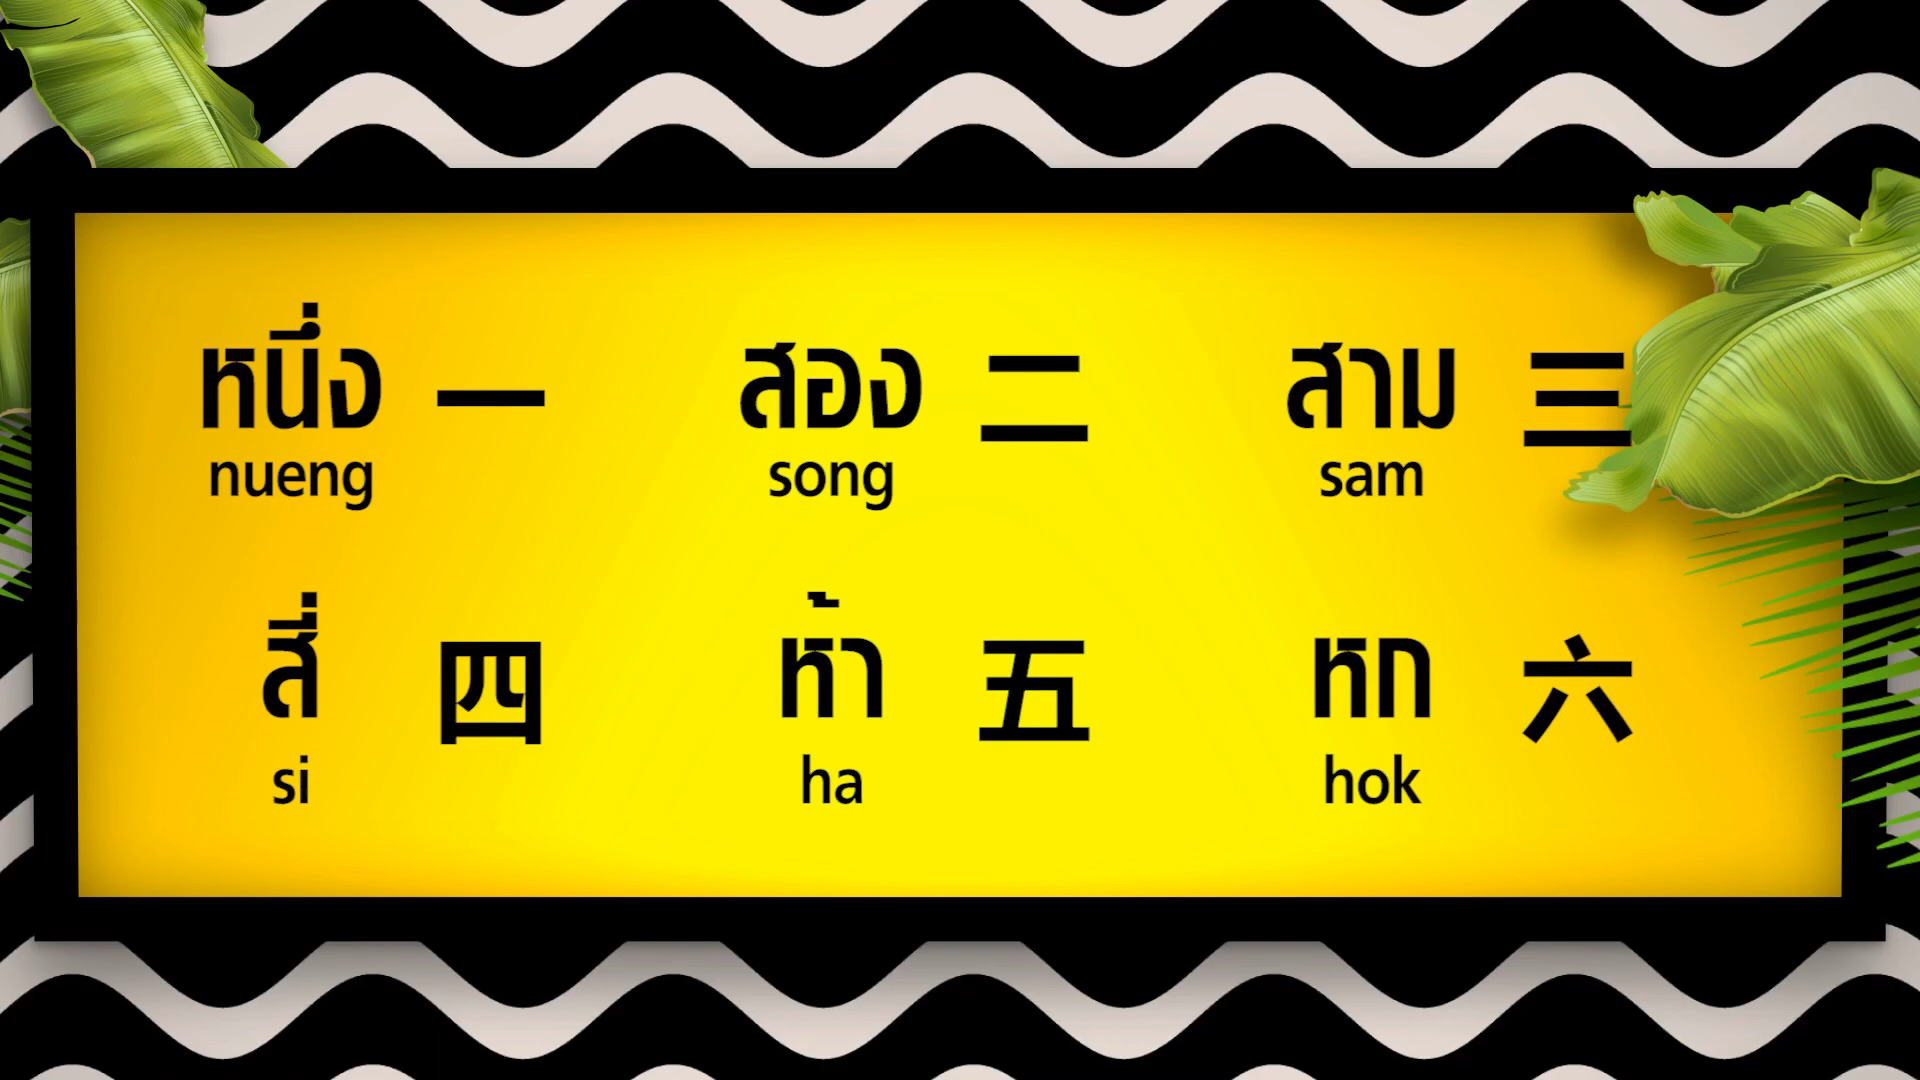 หนึ่ง 一 สอง 二 สาม 三
nueng song sam
สี่ 四 ห้า 五 หก 六
si ha hok